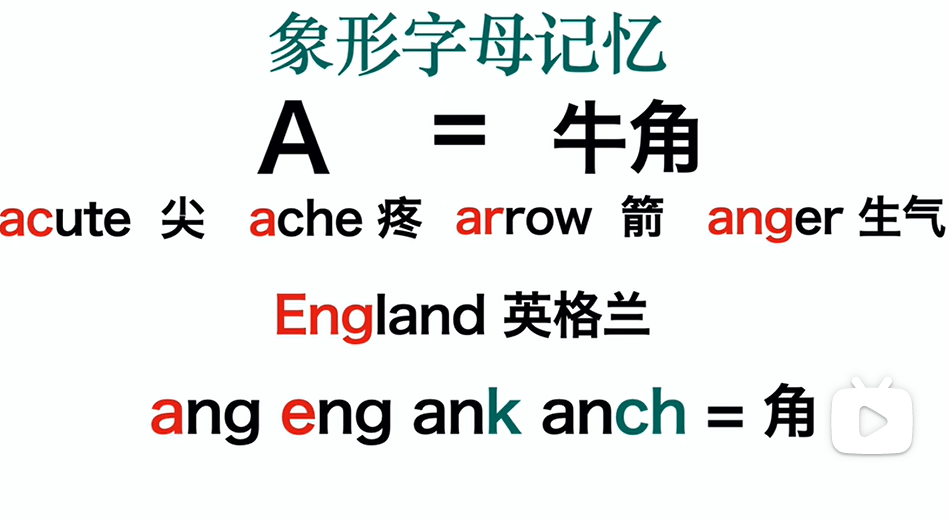 象形字母记忆
A = 牛角
acute 尖 ache 疼 arrow 箭 anger 生气
England 英格兰
ang eng ank anch = 角